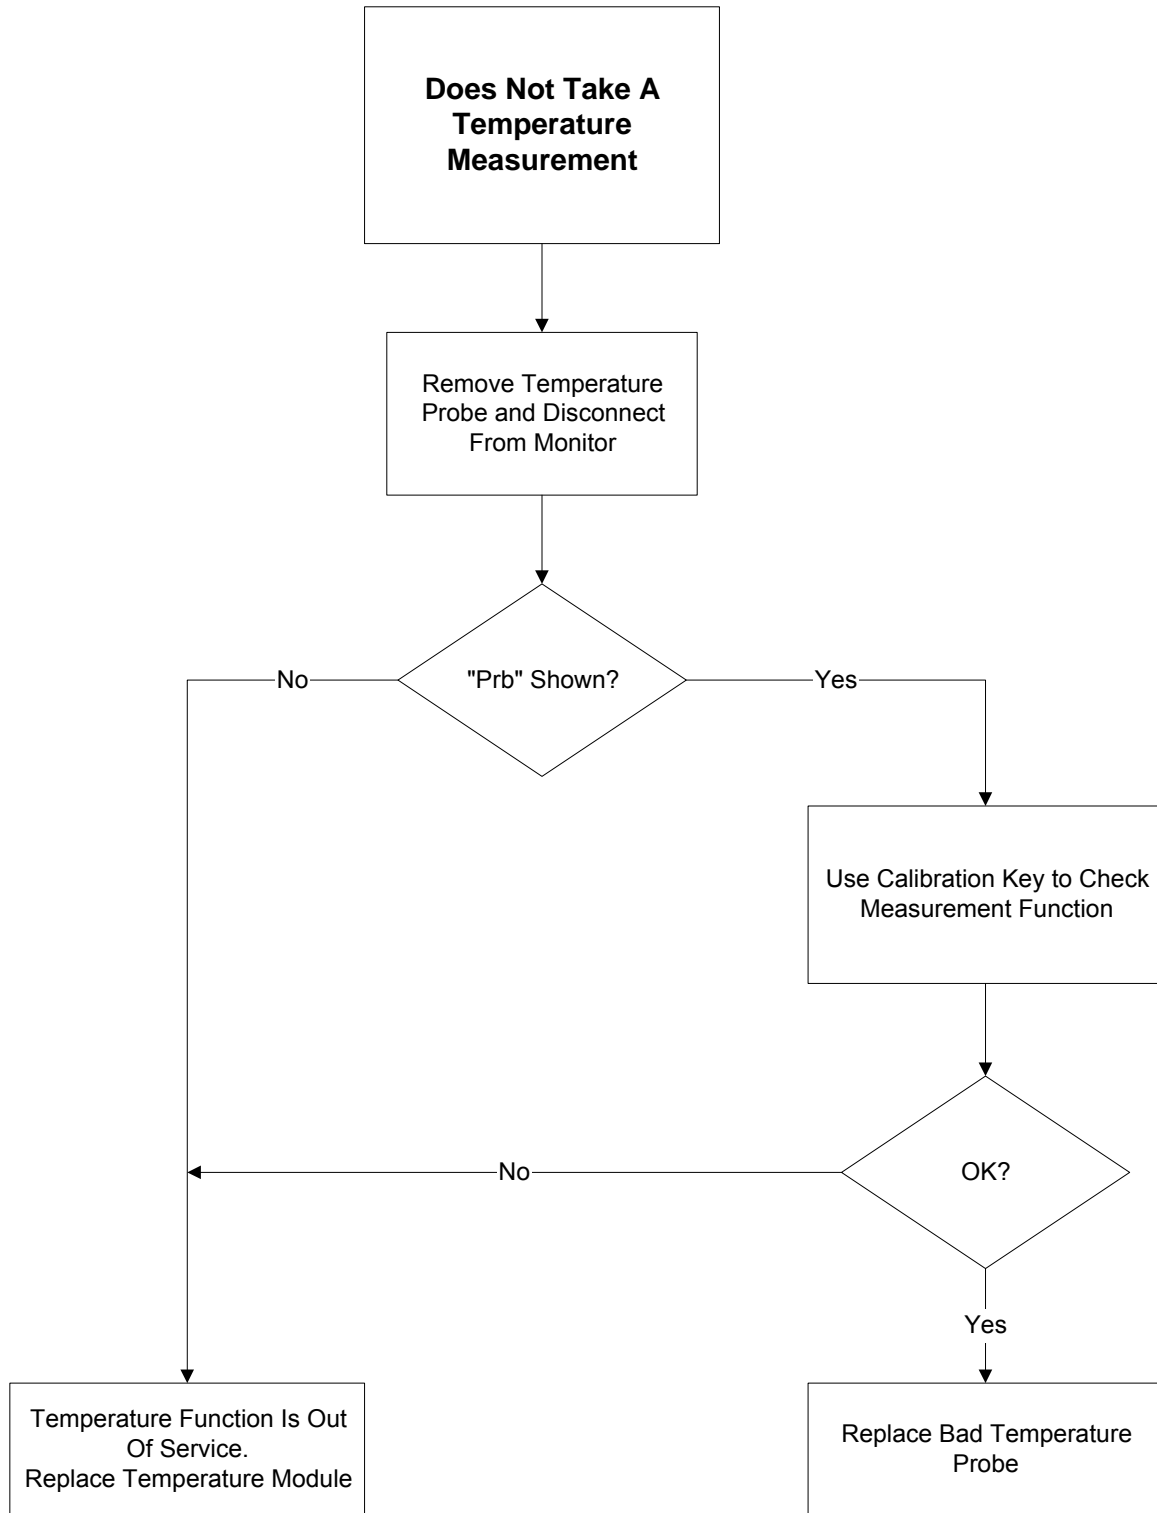 Does Not Take A
Temperature
Measurement
Remove Temperature
Probe and Disconnect
From Monitor
No
"Prb" Shown?
Yes
Use Calibration Key to Check
Measurement Function
No
OK?
Yes
Temperature Function Is Out
Of Service.
Replace Temperature Module
Replace Bad Temperature
Probe